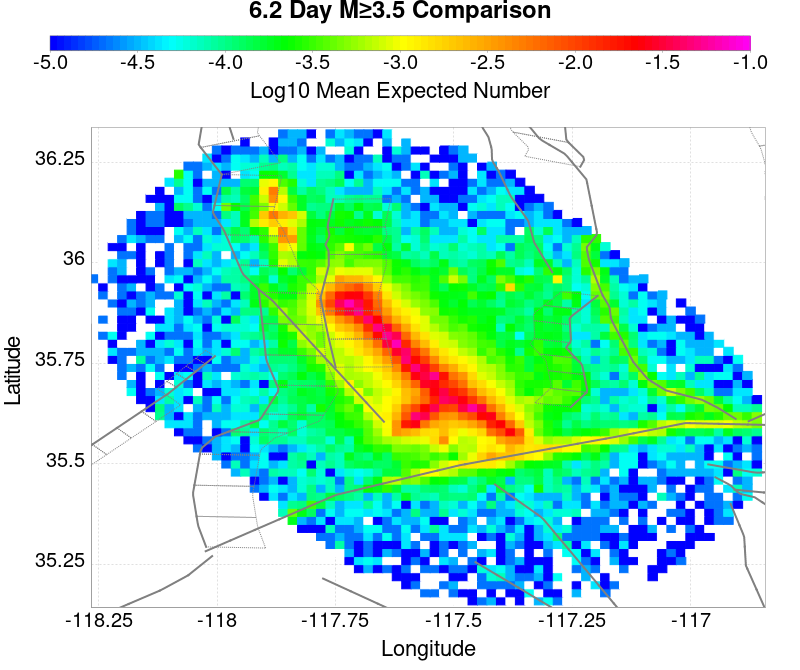 6.2 Day M≥3.5 Comparison
-5.0 -4.5 -4.0 -3.5 -3.0 -2.5 -2.0 -1.5 -1.0
Log10 Mean Expected Number
36.25
36
35.75
35.5
35.25
Latitude
-118.25 -118 -117.75 -117.5 -117.25 -117
Longitude